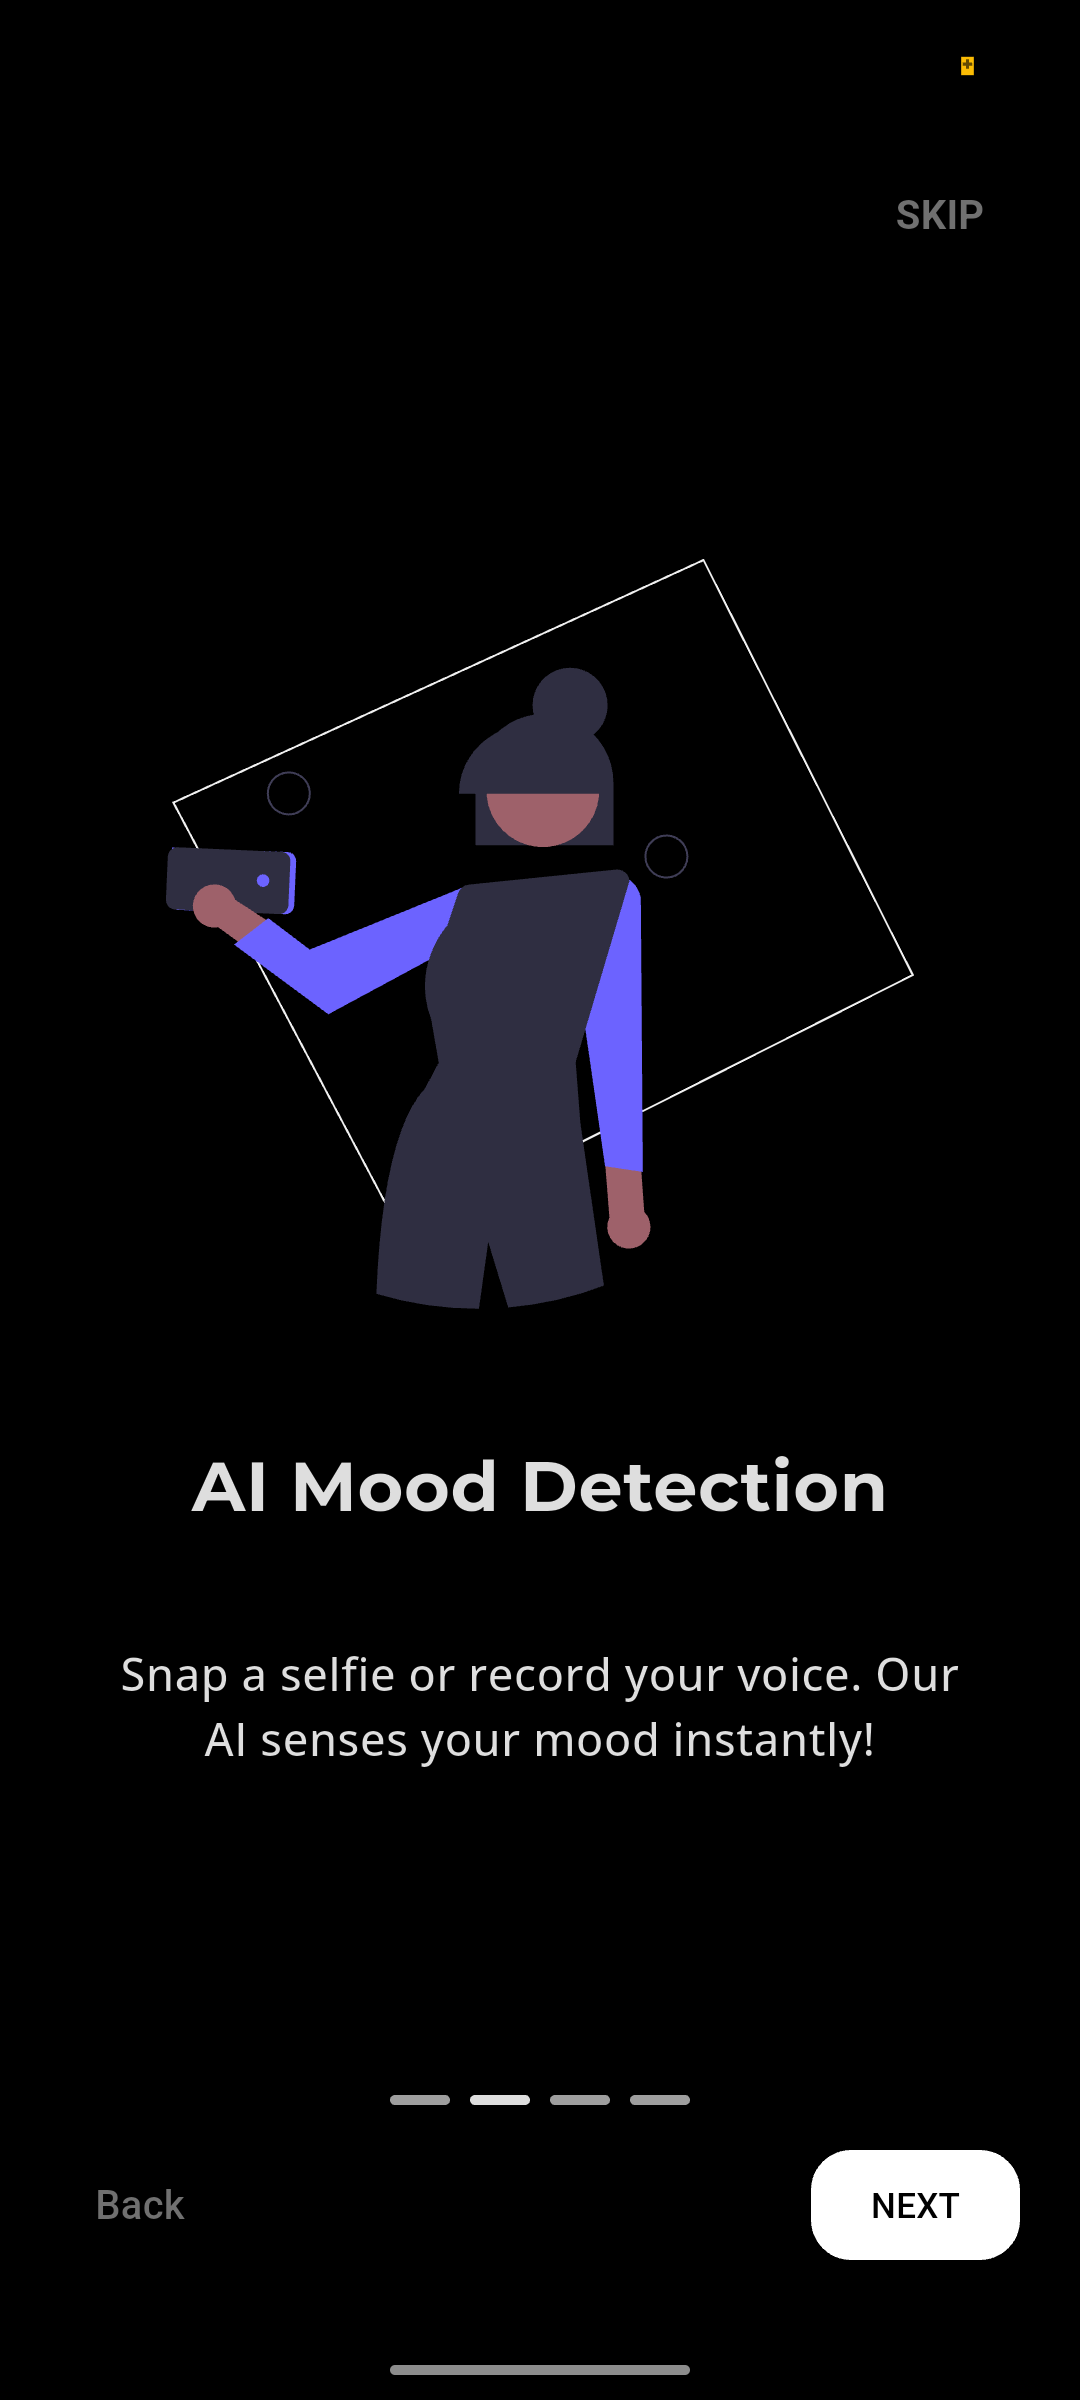 SKIP
AI Mood Detection
Snap a selfie or record your voice. Our
AI senses your mood instantly!
Back
NEXT